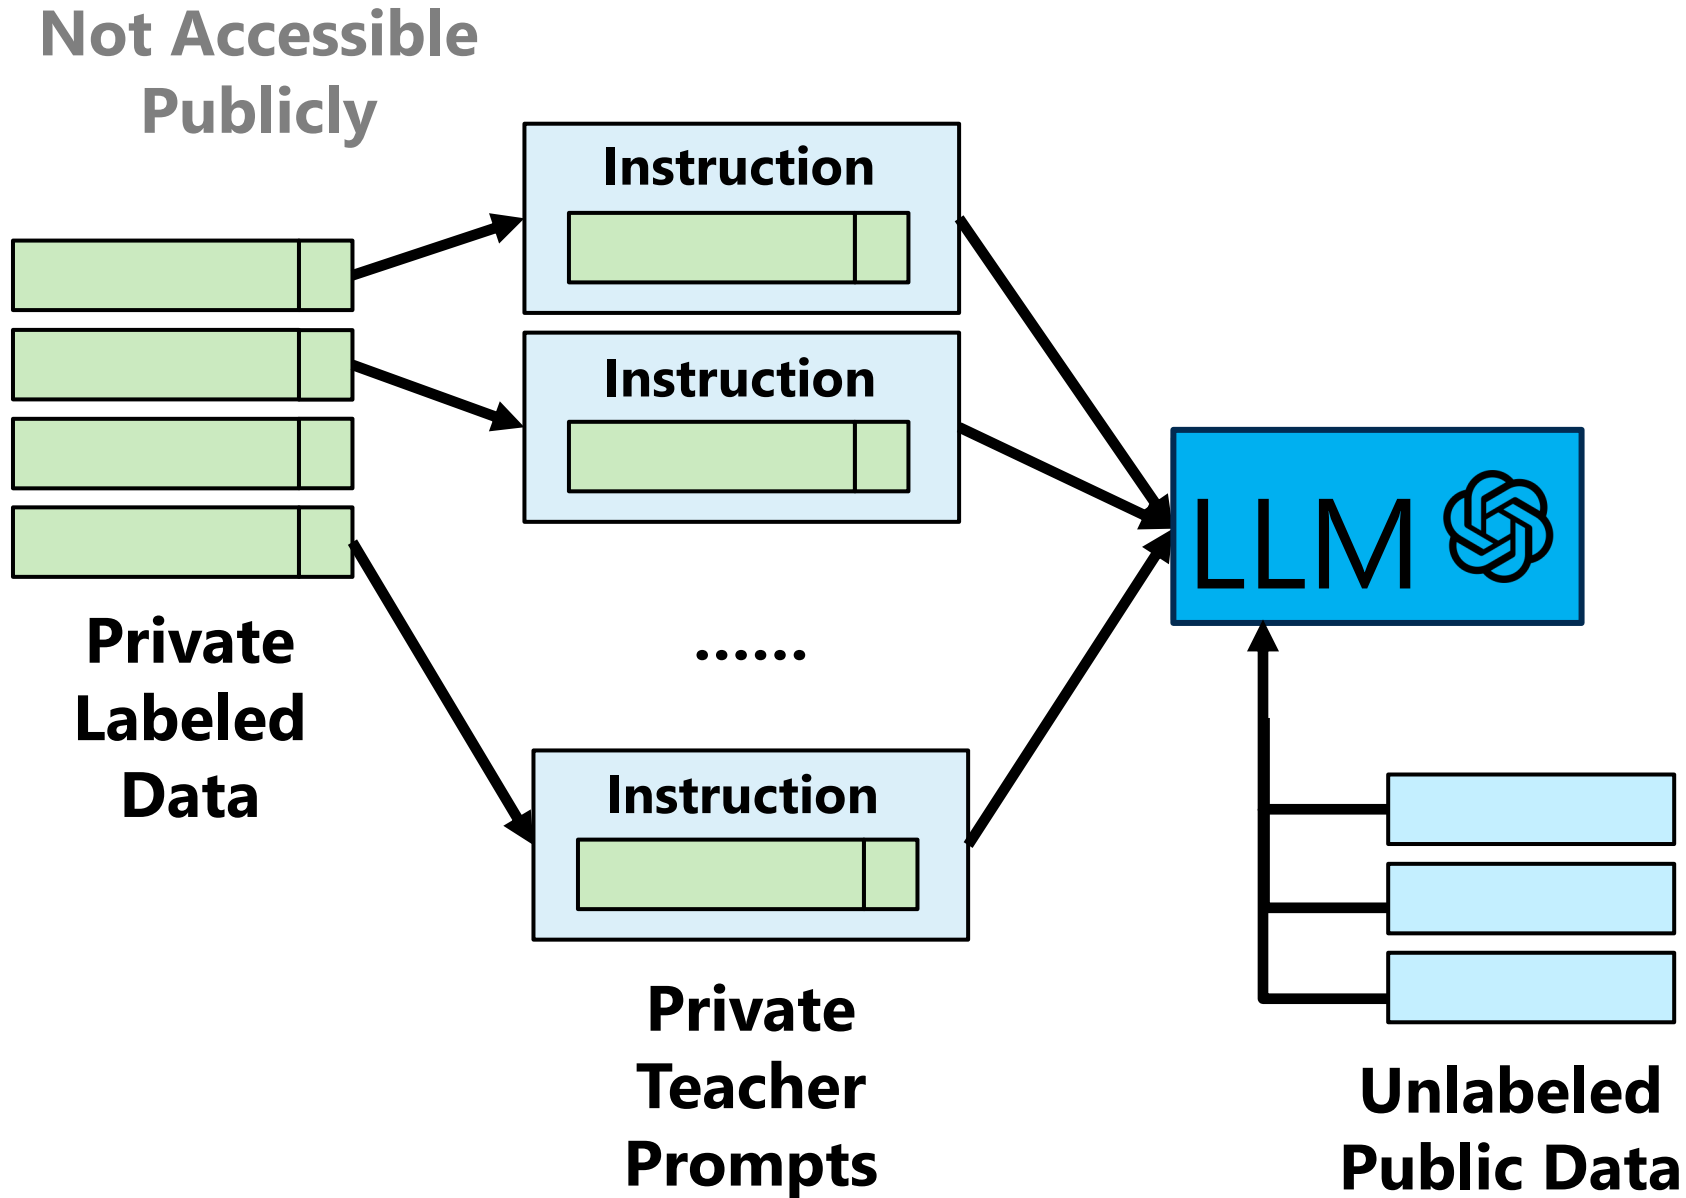 Not Accessible
Publicly
Instruction
Instruction
......
Instruction
LLM
Private
Labeled
Data
Private
Teacher
Prompts
Unlabeled
Public Data